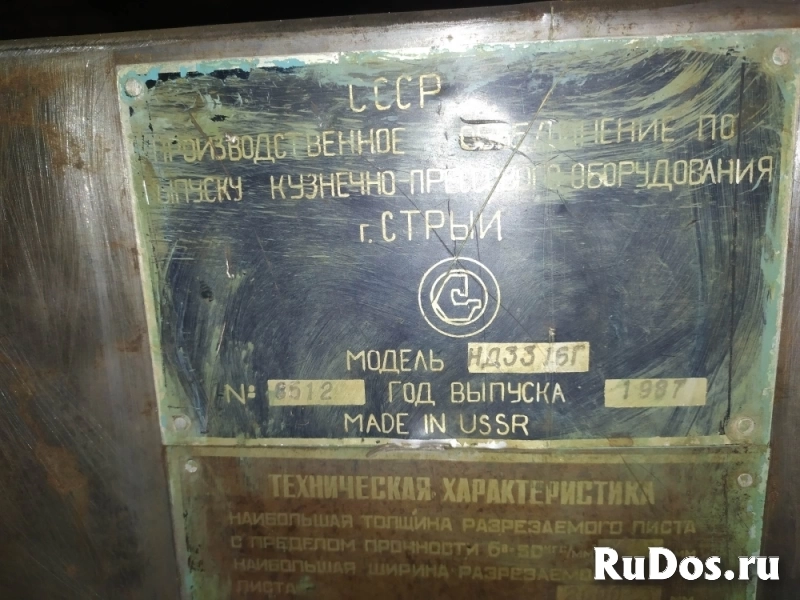 СССР
ПРОИЗВОДСТВЕННОЕ ОБЪЕДИНЕНИЕ ПО
ВЫПУСКУ КУЗНЕЧНО ПРЕССОВОГО ОБОРУДОВАНИЯ
г. СТРЫЙ
МОДЕЛЬ НД3316Г
№: 8512 ГОД ВЫПУСКА 1987
MADE IN USSR
ТЕХНИЧЕСКАЯ ХАРАКТЕРИСТИКА
НАИБОЛЬШАЯ ТОЛЩИНА РАЗРЕЗАЕМОГО ЛИСТА
С ПРЕДЕЛОМ ПРОЧНОСТИ
НАИБОЛЬШАЯ ШИРИНА РАЗРЕЗАЕМОГО
ЛИСТА
RuDos.ru